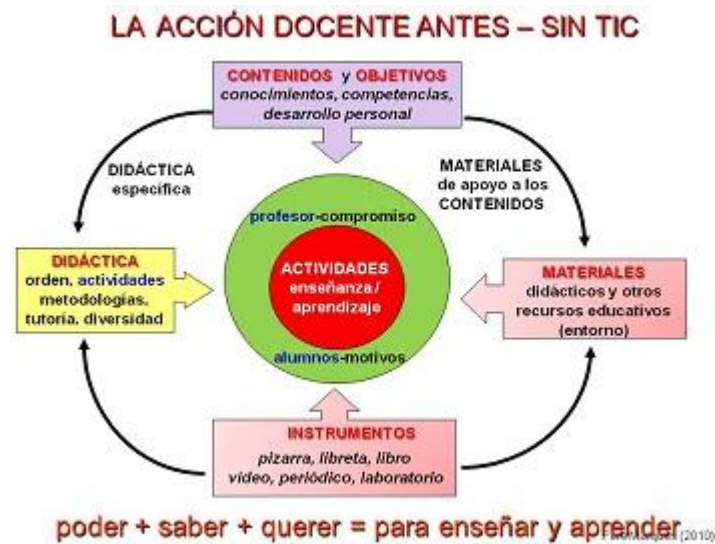 LA ACCIÓN DOCENTE ANTES – SIN TIC
CONTENIDOS y OBJETIVOS
conocimientos, competencias,
desarrollo personal
DIDÁCTICA
específica
MATERIALES
de apoyo a los
CONTENIDOS
profesor-compromiso
ACTIVIDADES
enseñanza /
aprendizaje
alumnos-motivos
DIDÁCTICA
orden, actividades
metodologías,
tutoría, diversidad
MATERIALES
didácticos y otros
recursos educativos
(entorno)
INSTRUMENTOS
pizarra, libreta, libro
vídeo, periódico, laboratorio
poder + saber + querer = para enseñar y aprender
(2010)